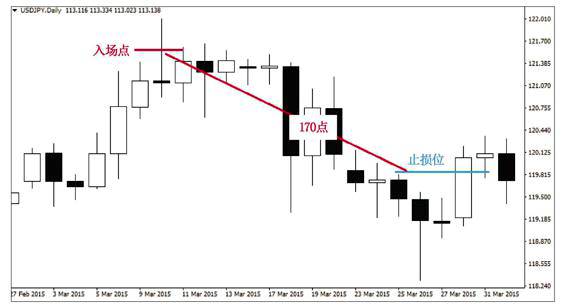 USDJPY.Daily 113.116 113.334 113.023 113.138
122.010
入场点
121.700
121.385
121.070
120.755
170点
120.440
止损位
120.125
119.815
119.500
119.185
118.870
118.555
118.240
27 Feb 2015 3 Mar 2015 5 Mar 2015 9 Mar 2015 11 Mar 2015 13 Mar 2015 17 Mar 2015 19 Mar 2015 23 Mar 2015 25 Mar 2015 27 Mar 2015 31 Mar 2015